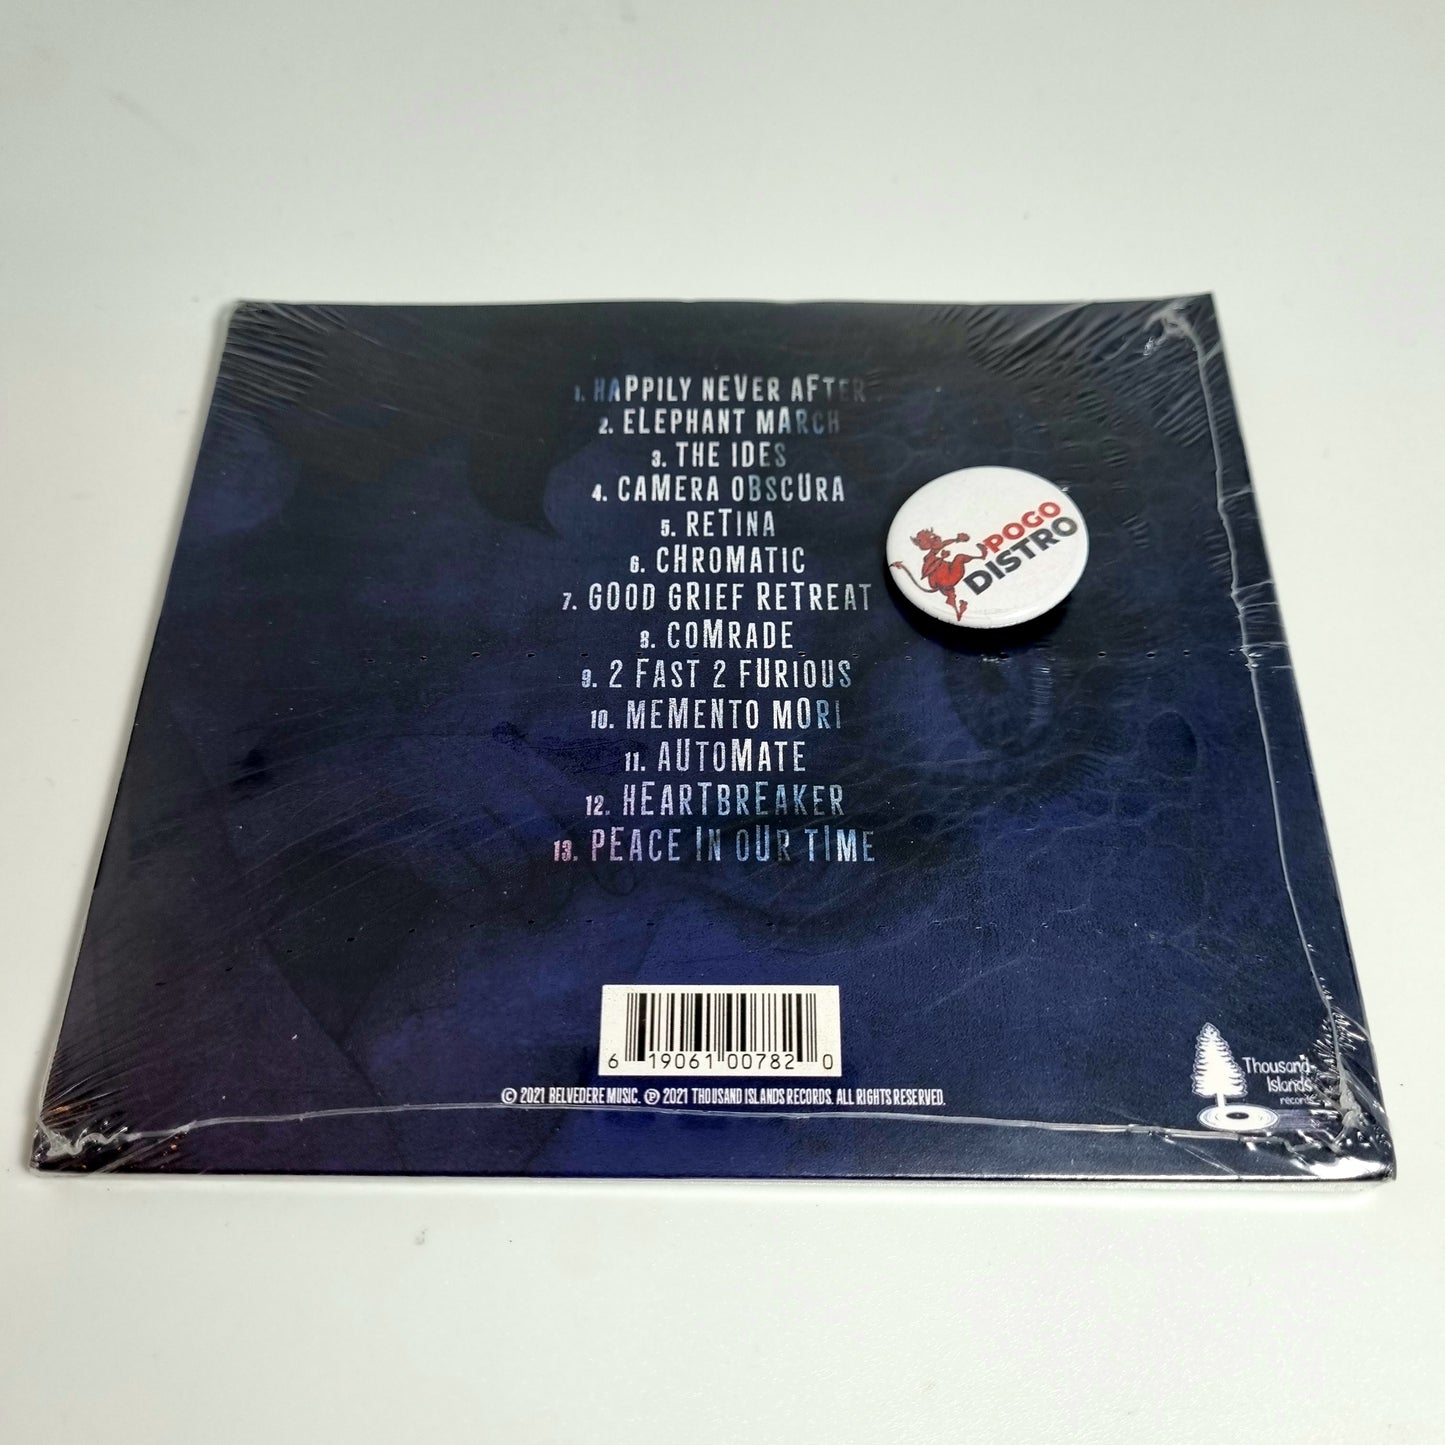 1. HAPPILY NEVER AFTER
2. ELEPHANT MARCH
3. THE IDES
4. CAMERA OBSCURA
5. RETINA
6. CHROMATIC
7. GOOD GRIEF RETREAT
8. COMRADE
9. 2 FAST 2 FURIOUS
10. MEMENTO MORI
11. AUTOMATE
12. HEARTBREAKER
13. PEACE IN OUR TIME
POGO
DISTRO
6 19061 00782 0
© 2021 BELVEDERE MUSIC. ℗ 2021 THOUSAND ISLANDS RECORDS. ALL RIGHTS RESERVED.
Thousand
Islands
records